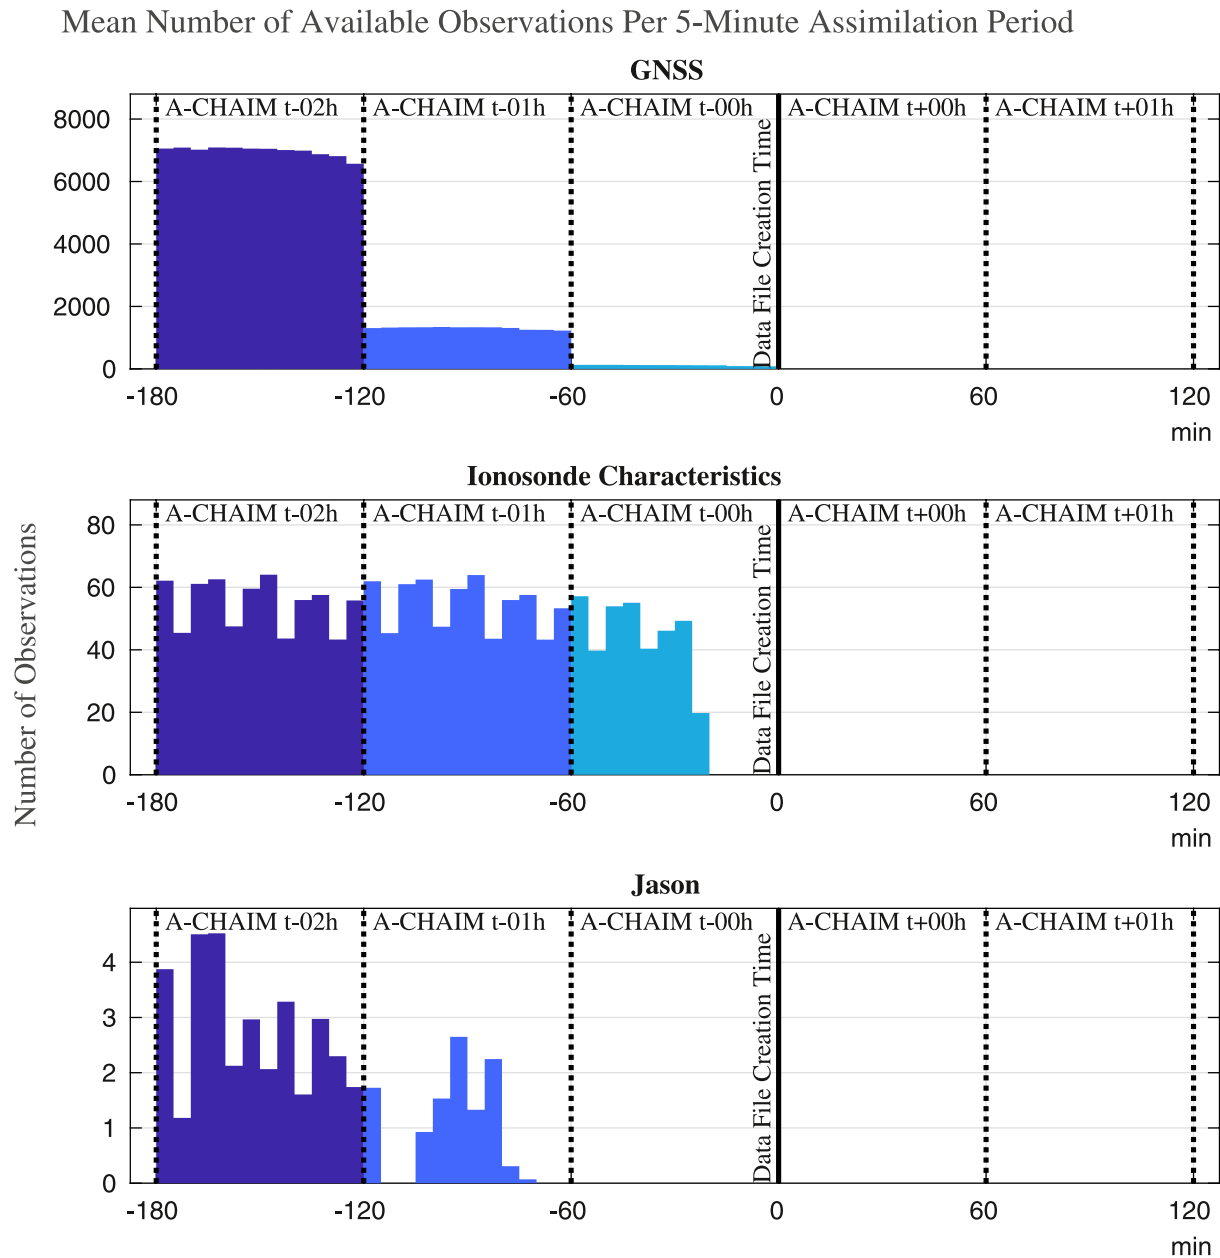 Mean Number of Available Observations Per 5-Minute Assimilation Period
GNSS
A-CHAIM t-02h
A-CHAIM t-01h
A-CHAIM t-00h
Data File Creation Time
A-CHAIM t+00h
A-CHAIM t+01h
8000
6000
4000
2000
0
-180
-120
-60
0
60
120
min
Number of Observations
Ionosonde Characteristics
A-CHAIM t-02h
A-CHAIM t-01h
A-CHAIM t-00h
Data File Creation Time
A-CHAIM t+00h
A-CHAIM t+01h
80
60
40
20
0
-180
-120
-60
0
60
120
min
Jason
A-CHAIM t-02h
A-CHAIM t-01h
A-CHAIM t-00h
Data File Creation Time
A-CHAIM t+00h
A-CHAIM t+01h
4
3
2
1
0
-180
-120
-60
0
60
120
min